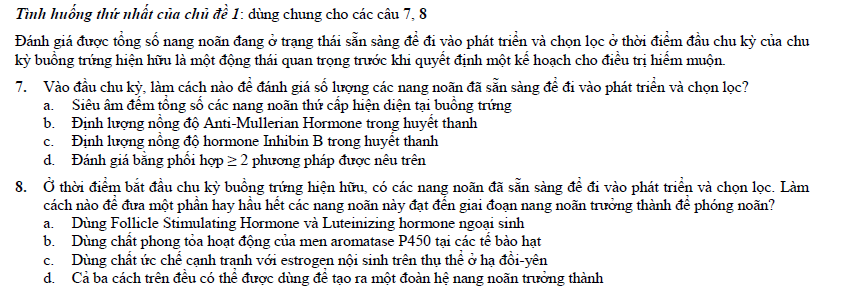 Tình huống thứ nhất của chủ đề 1: dùng chung cho các câu 7, 8
Đánh giá được tổng số nang noãn đang ở trạng thái sẵn sàng để đi vào phát triển và chọn lọc ở thời điểm đầu chu kỳ của chu
kỳ buồng trứng hiện hữu là một động thái quan trọng trước khi quyết định một kế hoạch cho điều trị hiếm muộn.
7. Vào đầu chu kỳ, làm cách nào để đánh giá số lượng các nang noãn đã sẵn sàng để đi vào phát triển và chọn lọc?
a. Siêu âm đếm tổng số các nang noãn thứ cấp hiện diện tại buồng trứng
b. Định lượng nồng độ Anti-Mullerian Hormone trong huyết thanh
c. Định lượng nồng độ hormone Inhibin B trong huyết thanh
d. Đánh giá bằng phối hợp ≥ 2 phương pháp được nêu trên
8. Ở thời điểm bắt đầu chu kỳ buồng trứng hiện hữu, có các nang noãn đã sẵn sàng để đi vào phát triển và chọn lọc. Làm
cách nào để đưa một phần hay hầu hết các nang noãn này đạt đến giai đoạn nang noãn trưởng thành để phóng noãn?
a. Dùng Follicle Stimulating Hormone và Luteinizing hormone ngoại sinh
b. Dùng chất phong tỏa hoạt động của men aromatase P450 tại các tế bào hạt
c. Dùng chất ức chế cạnh tranh với estrogen nội sinh trên thụ thể ở hạ đồi-yên
d. Cả ba cách trên đều có thể được dùng để tạo ra một đoàn hệ nang noãn trưởng thành